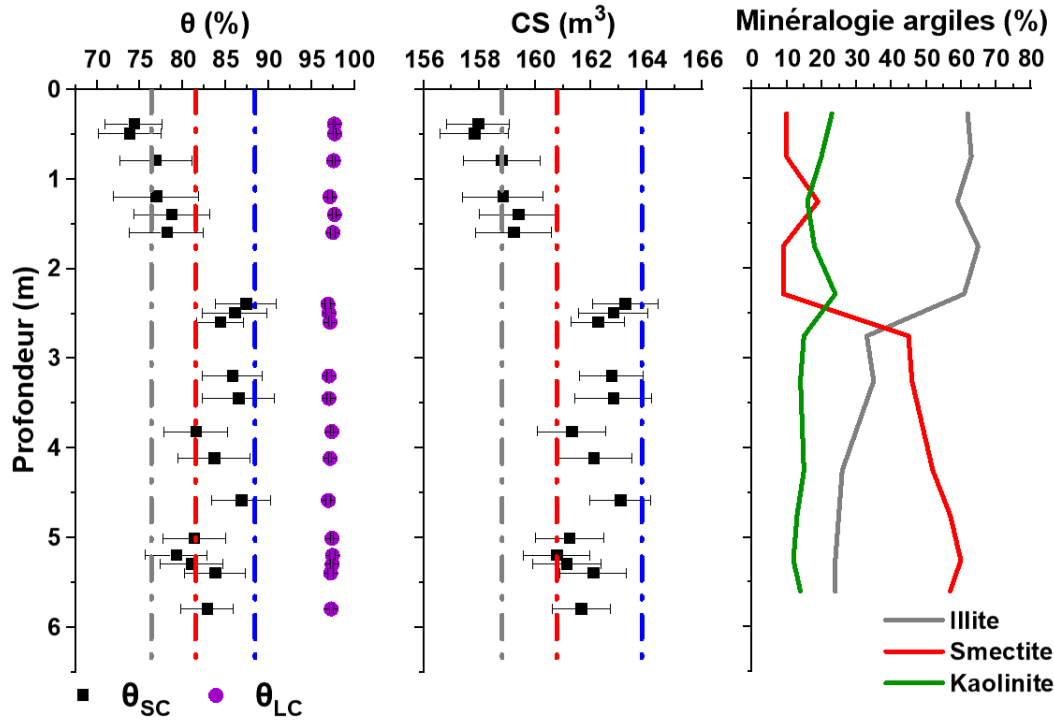 θ (%)
CS (m³)
Minéralogie argiles (%)
70 75 80 85 90 95 100
156 158 160 162 164 166
0 10 20 30 40 50 60 70 80
Profondeur (m)
0
1
2
3
4
5
6
θSC
θLC
Illite
Smectite
Kaolinite